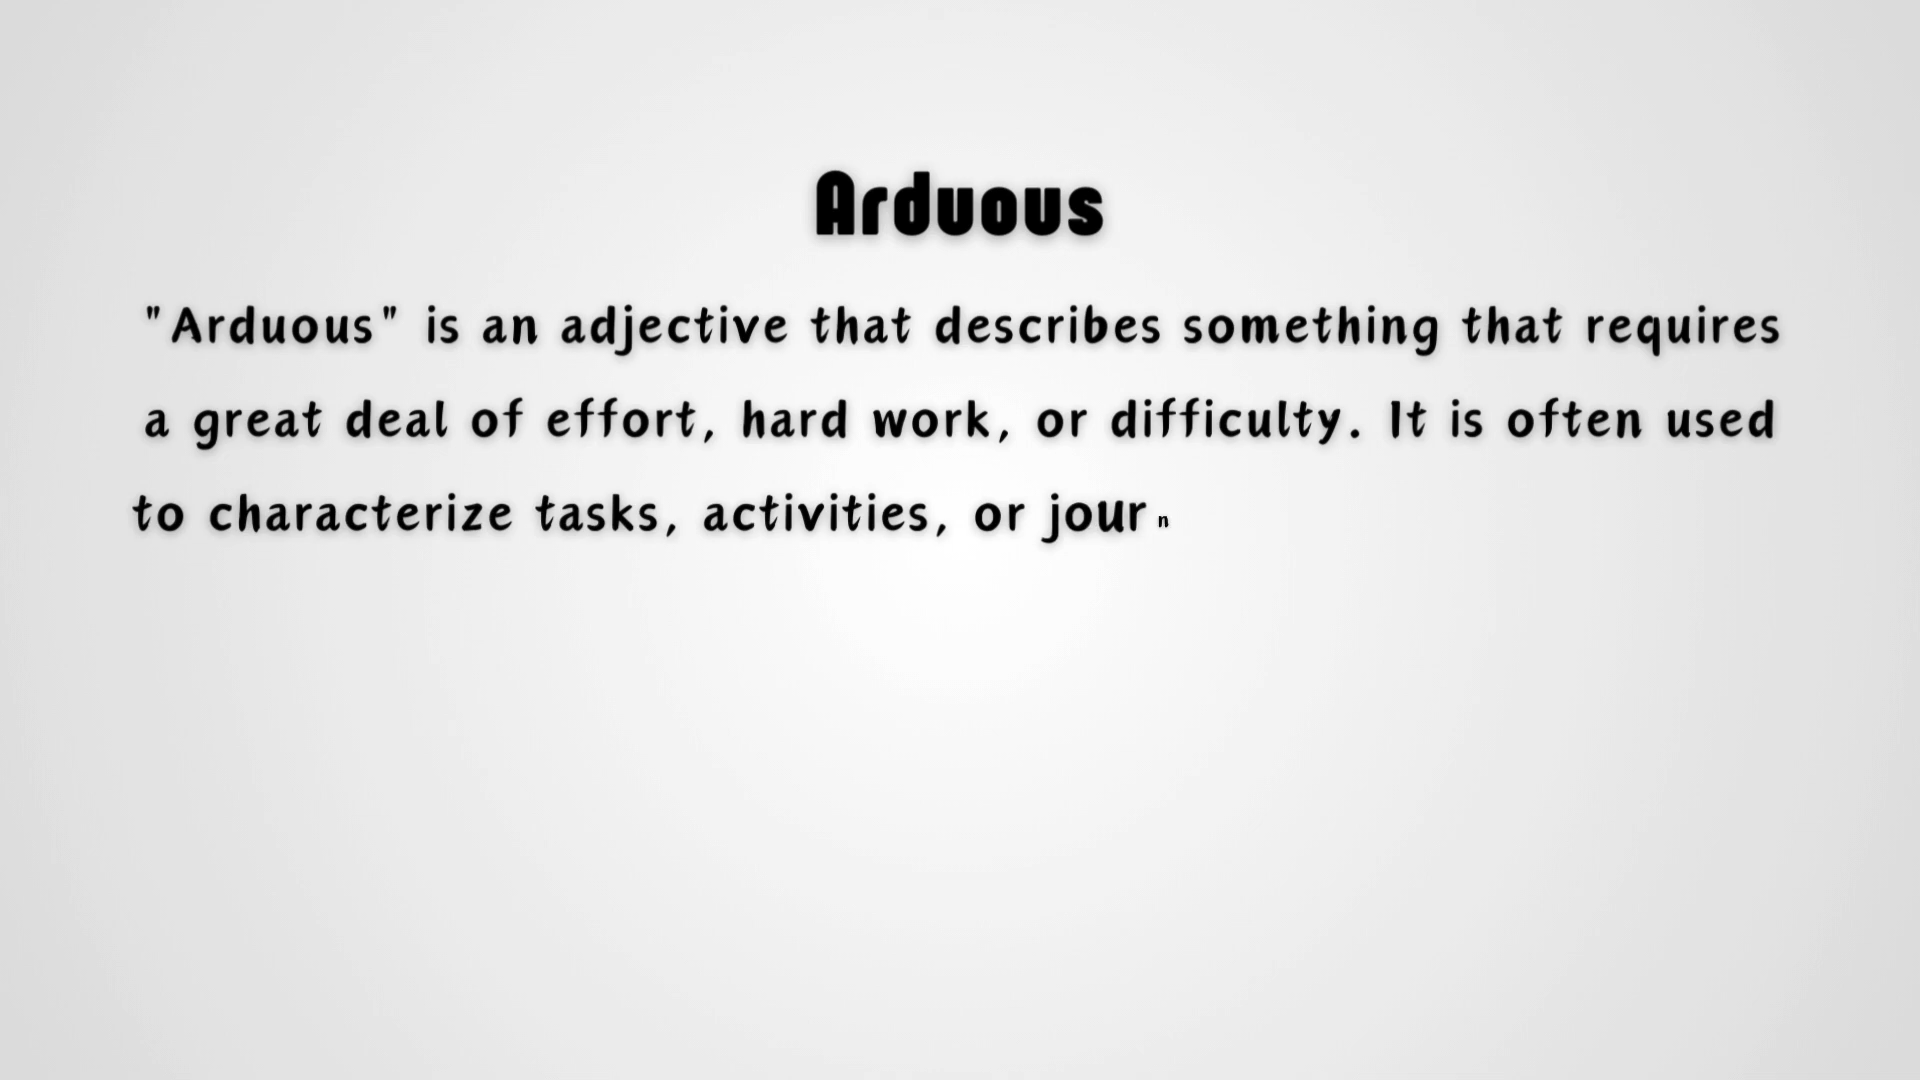 Arduous
"Arduous" is an adjective that describes something that requires
a great deal of effort, hard work, or difficulty. It is often used
to characterize tasks, activities, or journ